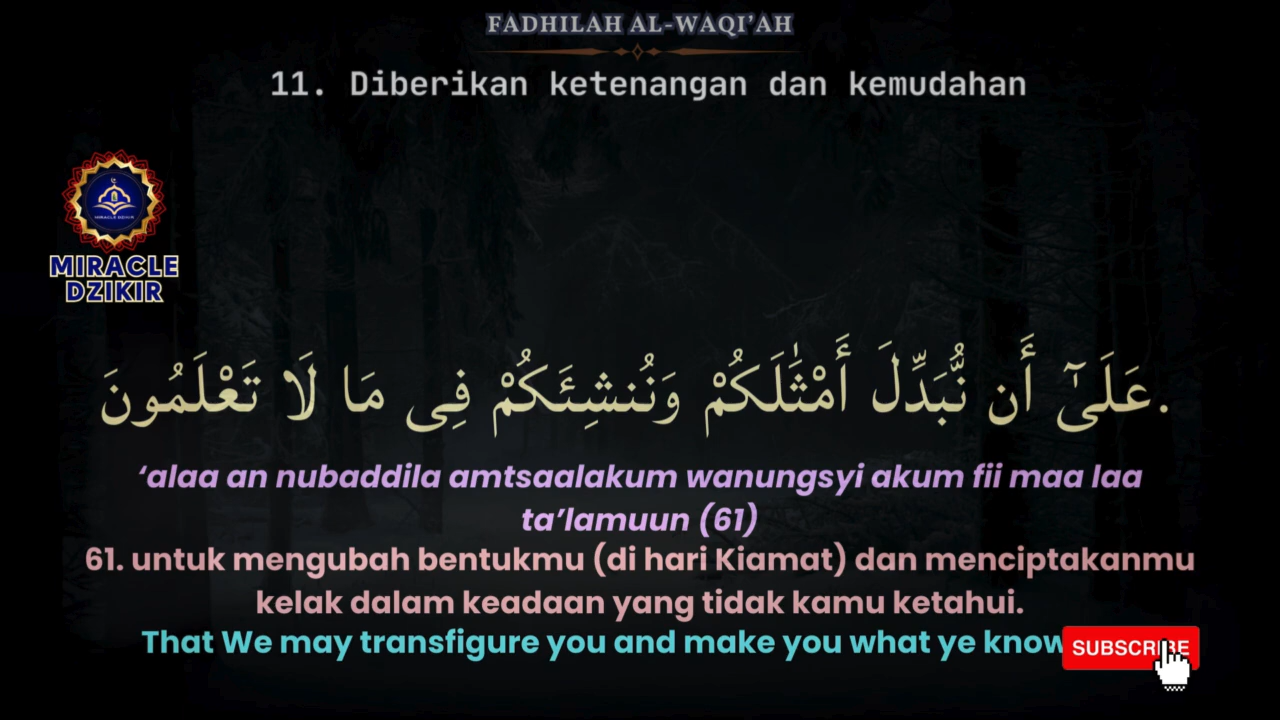 FADHILAH AL-WAQI'AH
11. Diberikan ketenangan dan kemudahan
MIRACLE
DZIKIR
عَلَىٰٓ أَن نُّبَدِّلَ أَمْثَٰلَكُمْ وَنُنشِئَكُمْ فِى مَا لَا تَعْلَمُونَ.
‘alaa an nubaddila amtsaalakum wanungsyi akum fii maa laa
ta’lamuun (61)
61. untuk mengubah bentukmu (di hari Kiamat) dan menciptakanmu
kelak dalam keadaan yang tidak kamu ketahui.
That We may transfigure you and make you what ye know
SUBSCRIBE